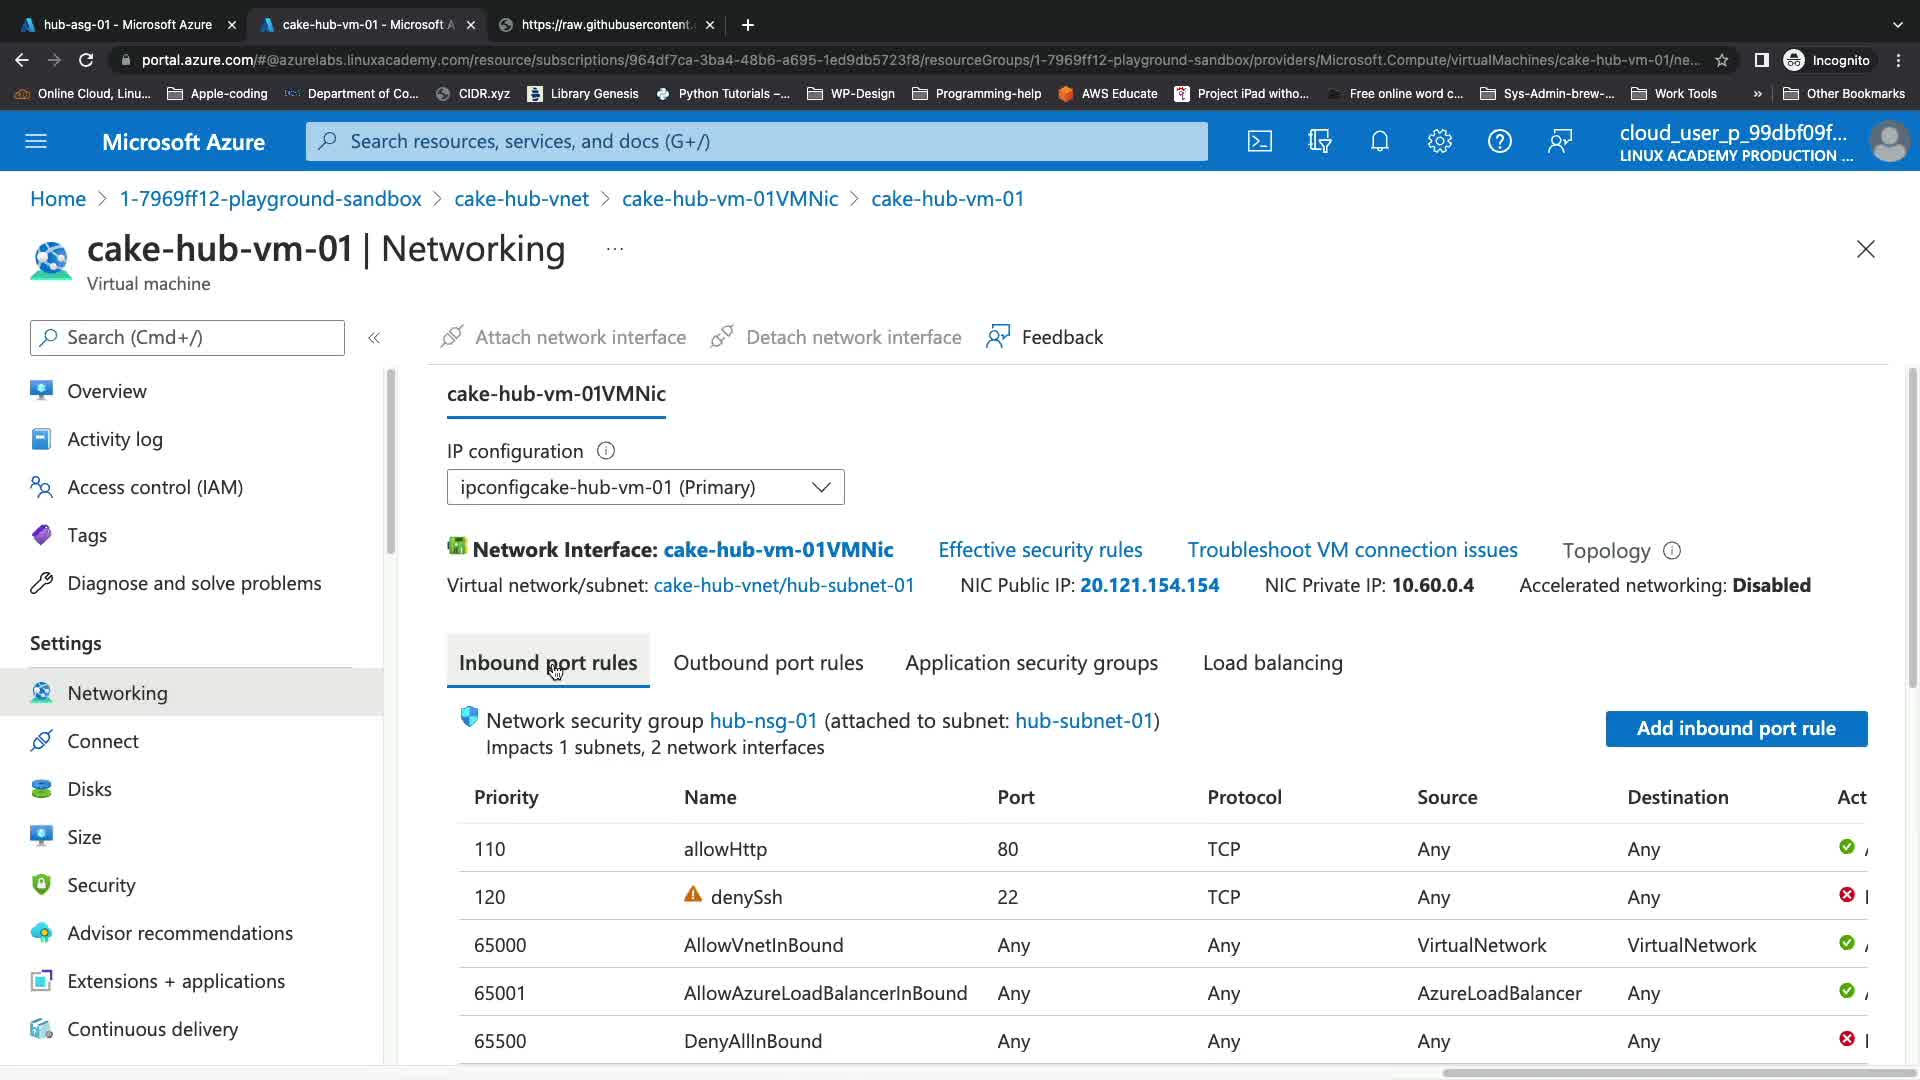 hub-asg-01 - Microsoft Azure
cake-hub-vm-01 - Microsoft A
https://raw.githubusercontent.
portal.azure.com/#@azurelabs.linuxacademy.com/resource/subscriptions/964df7ca-3ba4-48b6-a695-1ed9db5723f8/resourceGroups/1-7969ff12-playground-sandbox/providers/Microsoft.Compute/virtualMachines/cake-hub-vm-01/ne...
Incognito
Online Cloud, Linu...
Apple-coding
Department of Co...
CIDR.xyz
Library Genesis
Python Tutorials –...
WP-Design
Programming-help
AWS Educate
Project iPad witho...
Free online word c...
Sys-Admin-brew-...
Work Tools
»
Other Bookmarks
Microsoft Azure
Search resources, services, and docs (G+/)
cloud_user_p_99dbf09f...
LINUX ACADEMY PRODUCTION ...
Home > 1-7969ff12-playground-sandbox > cake-hub-vnet > cake-hub-vm-01VMNic > cake-hub-vm-01
cake-hub-vm-01 | Networking ...
Virtual machine
Search (Cmd+/)
«
Attach network interface
Detach network interface
Feedback
Overview
Activity log
Access control (IAM)
Tags
Diagnose and solve problems
Settings
Networking
Connect
Disks
Size
Security
Advisor recommendations
Extensions + applications
Continuous delivery
cake-hub-vm-01VMNic
IP configuration
ipconfigcake-hub-vm-01 (Primary)
Network Interface: cake-hub-vm-01VMNic Effective security rules Troubleshoot VM connection issues Topology
Virtual network/subnet: cake-hub-vnet/hub-subnet-01 NIC Public IP: 20.121.154.154 NIC Private IP: 10.60.0.4 Accelerated networking: Disabled
Inbound port rules Outbound port rules Application security groups Load balancing
Network security group hub-nsg-01 (attached to subnet: hub-subnet-01)
Impacts 1 subnets, 2 network interfaces
Add inbound port rule
Priority Name Port Protocol Source Destination Act
110 allowHttp 80 TCP Any Any
120 denySsh 22 TCP Any Any
65000 AllowVnetInBound Any Any VirtualNetwork VirtualNetwork
65001 AllowAzureLoadBalancerInBound Any Any AzureLoadBalancer Any
65500 DenyAllInBound Any Any Any Any